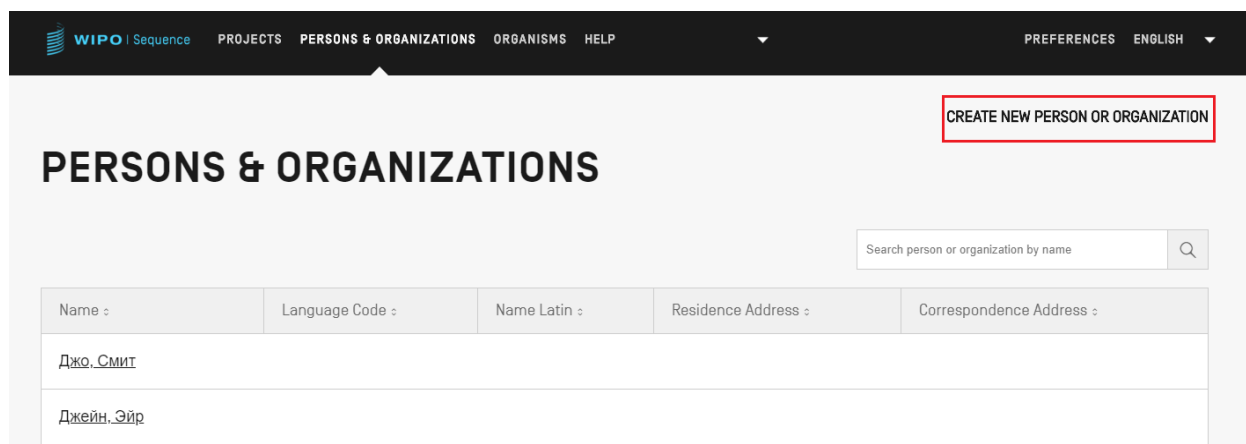 WIPO | Sequence PROJECTS PERSONS & ORGANIZATIONS ORGANISMS HELP PREFERENCES ENGLISH
CREATE NEW PERSON OR ORGANIZATION
PERSONS & ORGANIZATIONS
Search person or organization by name
Name Language Code Name Latin Residence Address Correspondence Address
Джо, Смит
Джейн, Эйр